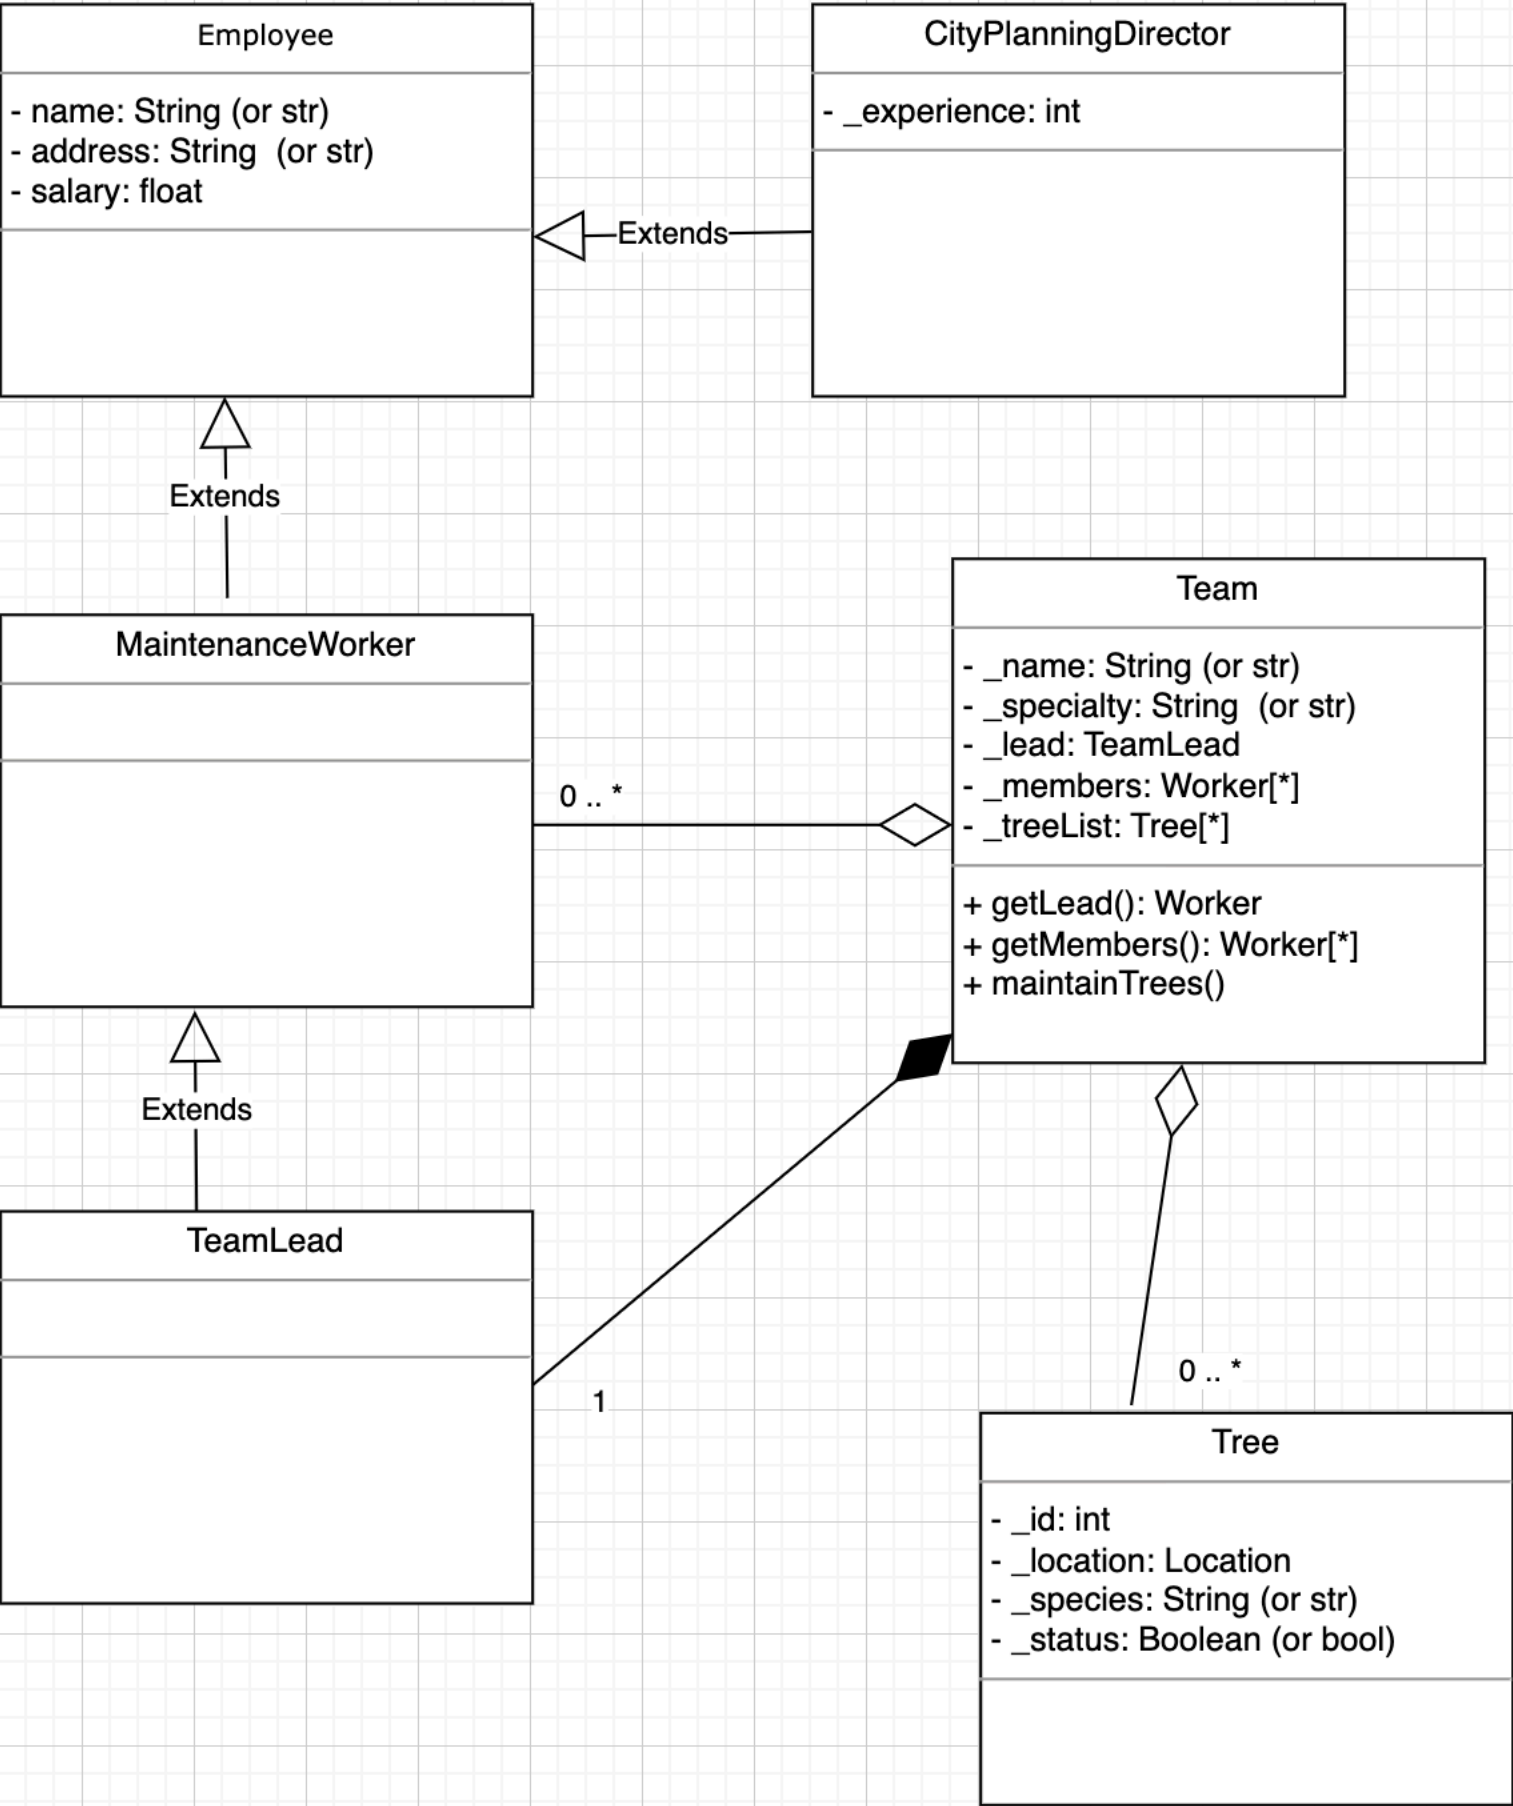 Employee
- name: String (or str)
- address: String  (or str)
- salary: float
CityPlanningDirector
- _experience: int
Extends
Extends
MaintenanceWorker
Team
- _name: String (or str)
- _specialty: String  (or str)
- _lead: TeamLead
- _members: Worker[*]
- _treeList: Tree[*]
+ getLead(): Worker
+ getMembers(): Worker[*]
+ maintainTrees()
0 .. *
Extends
TeamLead
1
0 .. *
Tree
- _id: int
- _location: Location
- _species: String (or str)
- _status: Boolean (or bool)